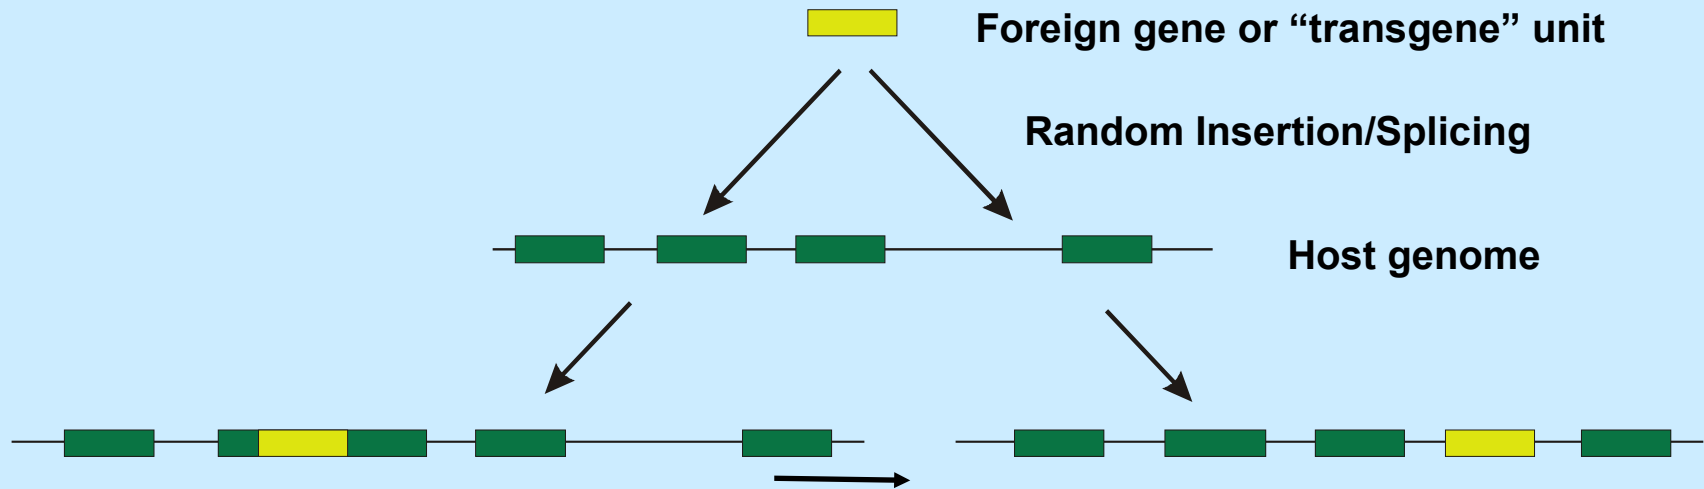 Foreign gene or “transgene” unit
Random Insertion/Splicing
Host genome